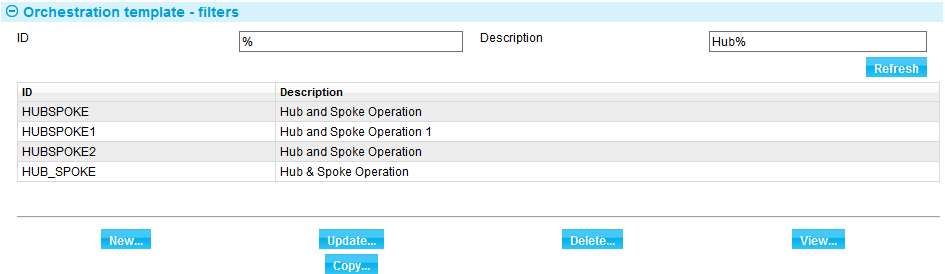 Orchestration template - filters
ID % Description Hub%
Refresh
ID Description
HUBSPOKE Hub and Spoke Operation
HUBSPOKE1 Hub and Spoke Operation 1
HUBSPOKE2 Hub and Spoke Operation
HUB_SPOKE Hub & Spoke Operation
New... Update... Delete... View...
Copy...